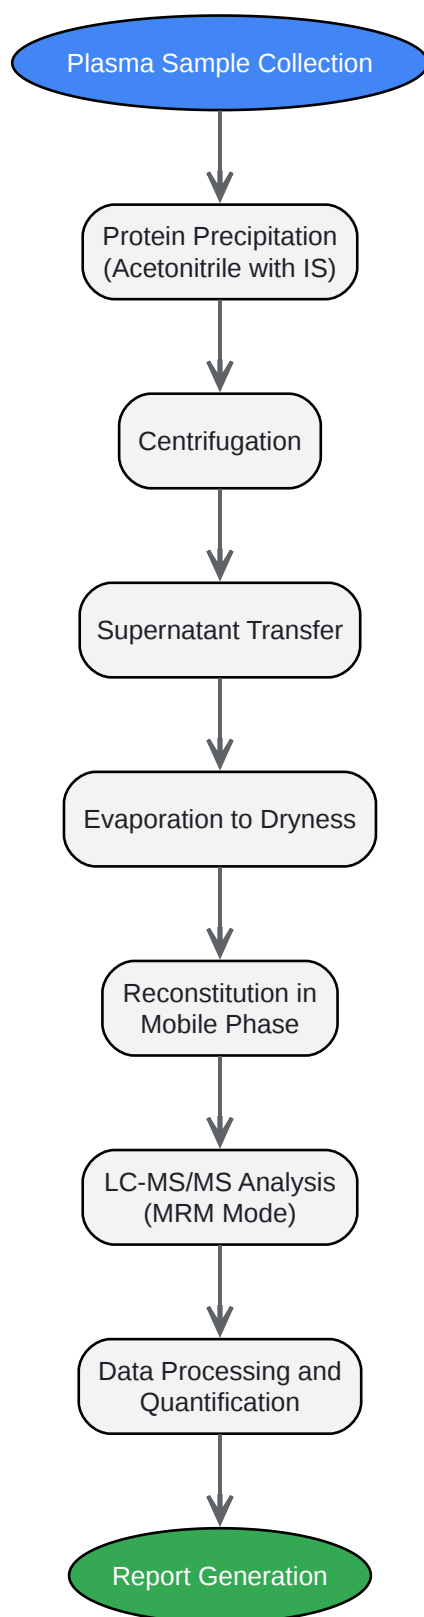 Plasma Sample Collection
Protein Precipitation
(Acetonitrile with IS)
Centrifugation
Supernatant Transfer
Evaporation to Dryness
Reconstitution in
Mobile Phase
LC-MS/MS Analysis
(MRM Mode)
Data Processing and
Quantification
Report Generation